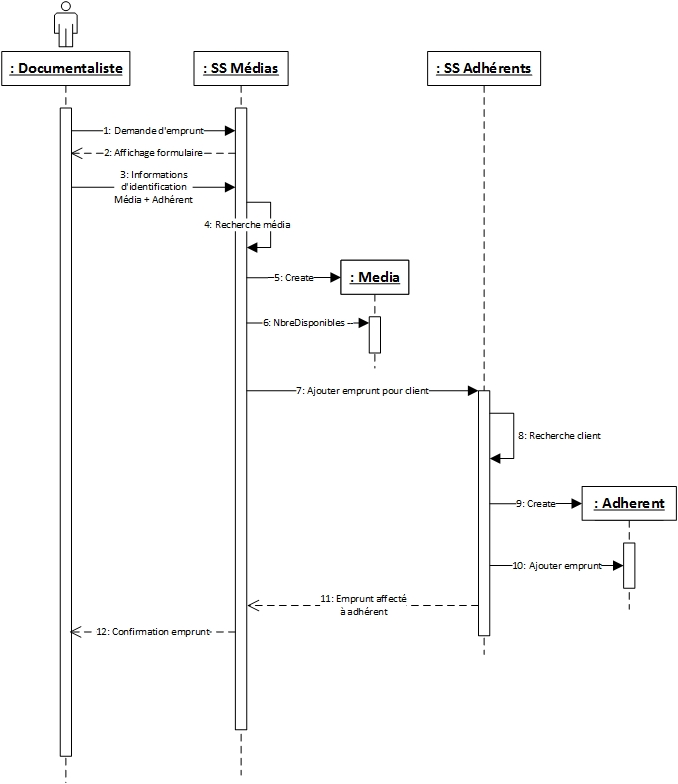 : Documentaliste
: SS Médias
: SS Adhérents
1: Demande d'emprunt
2: Affichage formulaire
3: Informations
d'identification
Média + Adhérent
4: Recherche média
5: Create
: Media
6: NbreDisponibles --
7: Ajouter emprunt pour client
8: Recherche client
9: Create
: Adherent
10: Ajouter emprunt
11: Emprunt affecté
à adhérent
12: Confirmation emprunt